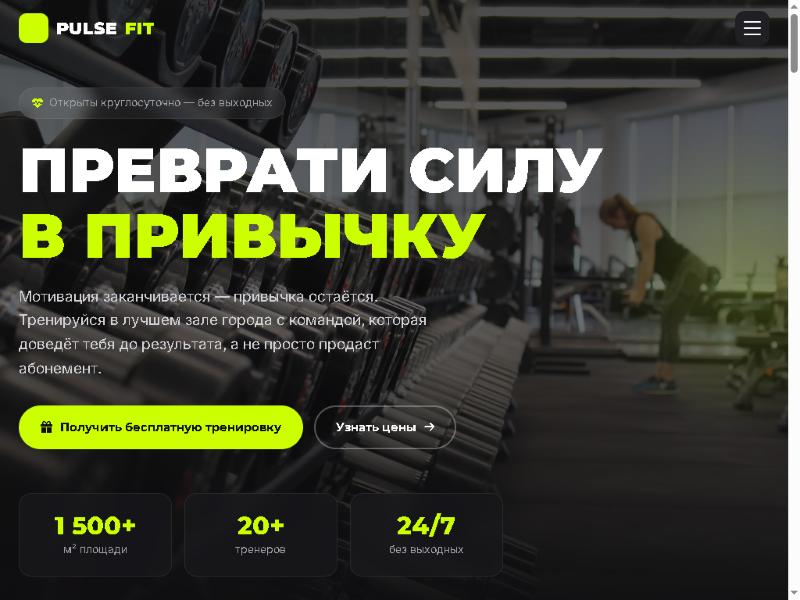 PULSE FIT
Открыты круглосуточно — без выходных
ПРЕВРАТИ СИЛУ
В ПРИВЫЧКУ
Мотивация заканчивается — привычка остаётся.
Тренируйся в лучшем зале города с командой, которая
доведёт тебя до результата, а не просто продаст
абонемент.
Получить бесплатную тренировку
Узнать цены →
1 500+
м² площади
20+
тренеров
24/7
без выходных